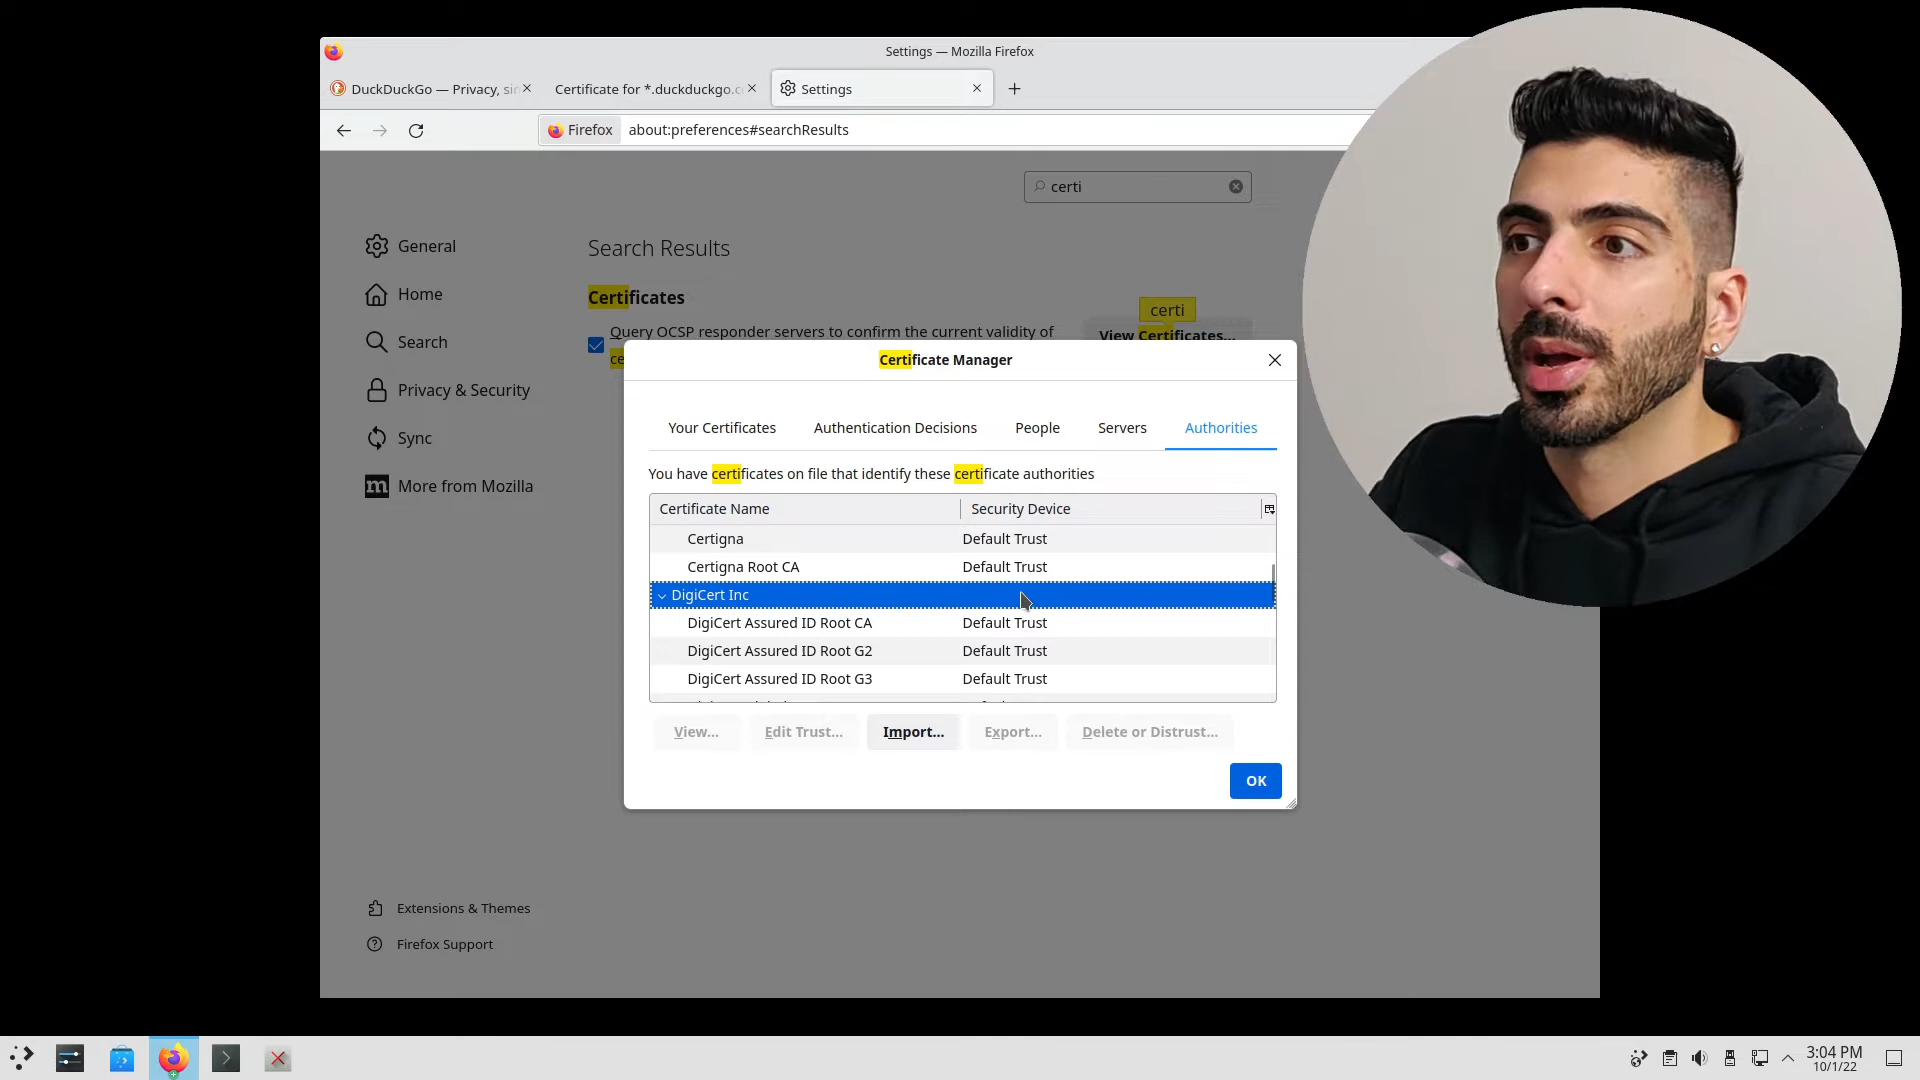 Settings — Mozilla Firefox
DuckDuckGo — Privacy, sim
Certificate for *.duckduckgo.c
Settings
Firefox
about:preferences#searchResults
certi
General
Home
Search
Privacy & Security
Sync
More from Mozilla
Extensions & Themes
Firefox Support
Search Results
Certificates
Query OCSP responder servers to confirm the current validity of
ce
certi
View Certificates...
Certificate Manager
Your Certificates
Authentication Decisions
People
Servers
Authorities
You have certificates on file that identify these certificate authorities
Certificate Name
Security Device
Certigna
Default Trust
Certigna Root CA
Default Trust
DigiCert Inc
DigiCert Assured ID Root CA
Default Trust
DigiCert Assured ID Root G2
Default Trust
DigiCert Assured ID Root G3
Default Trust
View...
Edit Trust...
Import...
Export...
Delete or Distrust...
OK
3:04 PM
10/1/22